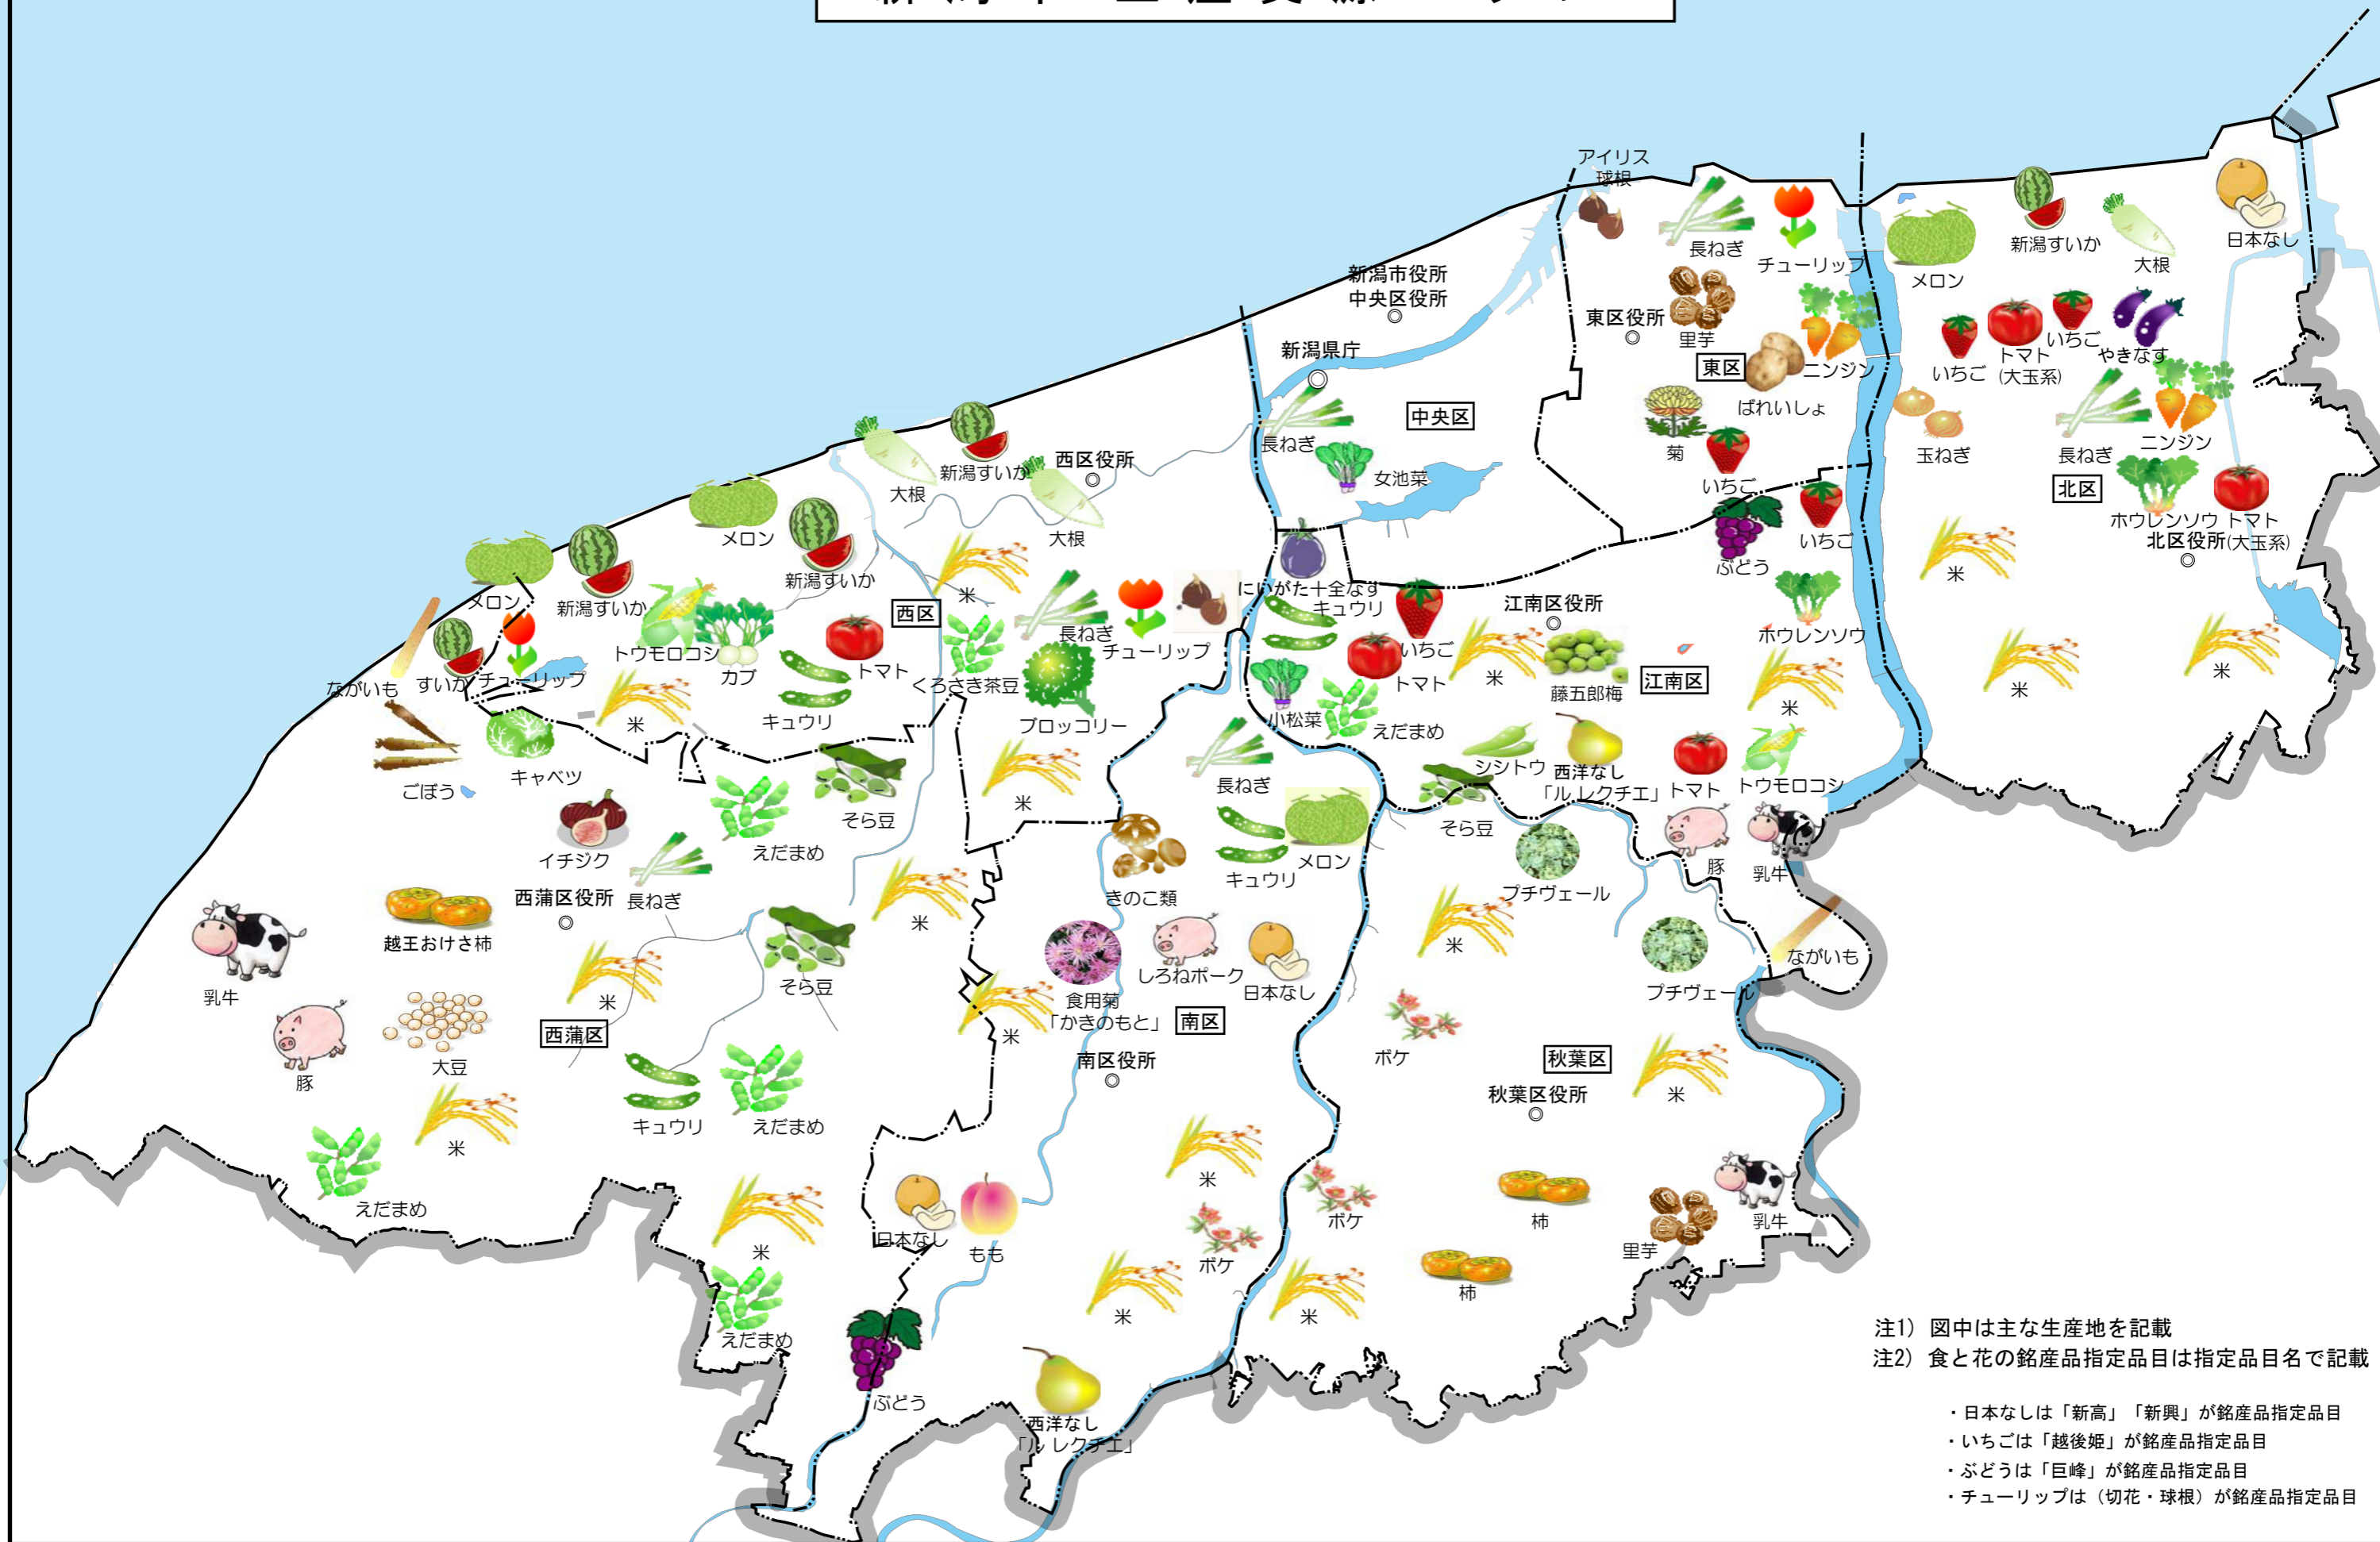 アイリス
球根
長ねぎ
チューリップ
メロン
新潟すいか
大根
日本なし
新潟市役所
中央区役所
新潟県庁
東区役所
里芋
東区
ニンジン
ばれいしょ
いちご
トマト
(大玉系)
いちご
やきなす
長ねぎ
中央区
女池菜
菊
いちご
玉ねぎ
長ねぎ
ニンジン
北区
ホウレンソウ
トマト
(大玉系)
北区役所
大根
新潟すいか
西区役所
大根
メロン
新潟すいか
米
メロン
新潟すいか
にいがた十全なす
キュウリ
江南区役所
ぶどう
いちご
米
ホウレンソウ
ながいも
すいか
チューリップ
トウモロコシ
カブ
トマト
西区
くろさき茶豆
長ねぎ
チューリップ
いちご
トマト
米
藤五郎梅
江南区
米
米
米
米
キュウリ
ブロッコリー
小松菜
えだまめ
ごぼう
キャベツ
シシトウ
西洋なし
「ル レクチエ」
トマト
トウモロコシ
イチジク
えだまめ
そら豆
米
長ねぎ
キュウリ
メロン
そら豆
プチヴェール
豚
乳牛
越王おけさ柿
西蒲区役所
長ねぎ
米
きのこ類
米
乳牛
米
そら豆
食用菊
「かきのもと」
しろねポーク
日本なし
プチヴェール
ながいも
豚
大豆
西蒲区
米
南区
南区役所
ボケ
秋葉区
秋葉区役所
米
米
キュウリ
えだまめ
えだまめ
米
日本なし
もも
米
ボケ
ボケ
柿
里芋
乳牛
えだまめ
米
米
柿
ぶどう
西洋なし
「ル レクチエ」
注1) 図中は主な生産地を記載
注2) 食と花の銘産品指定品目は指定品目名で記載
・日本なしは「新高」「新興」が銘産品指定品目
・いちごは「越後姫」が銘産品指定品目
・ぶどうは「巨峰」が銘産品指定品目
・チューリップは（切花・球根）が銘産品指定品目